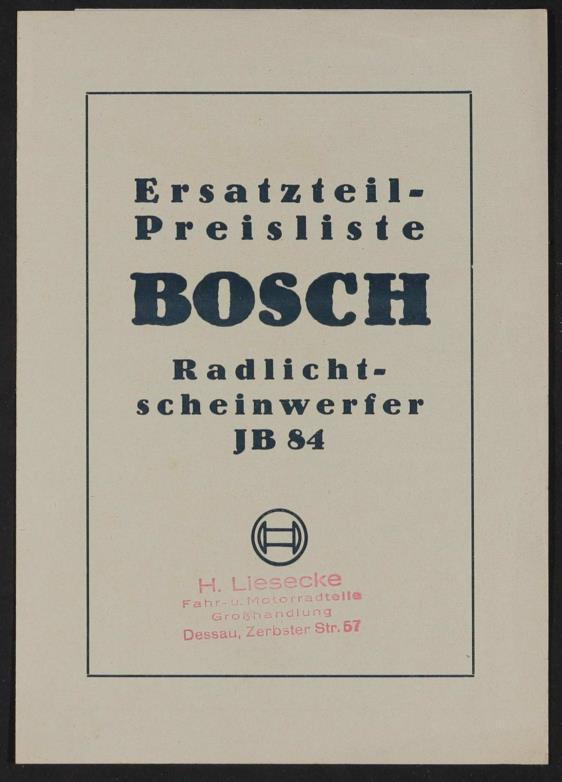 Ersatzteil-
Preisliste
BOSCH
Radlicht-
scheinwerfer
JB 84
H. Liesecke
Fahr- u. Motorradteile
Großhandlung
Dessau, Zerbster Str. 57